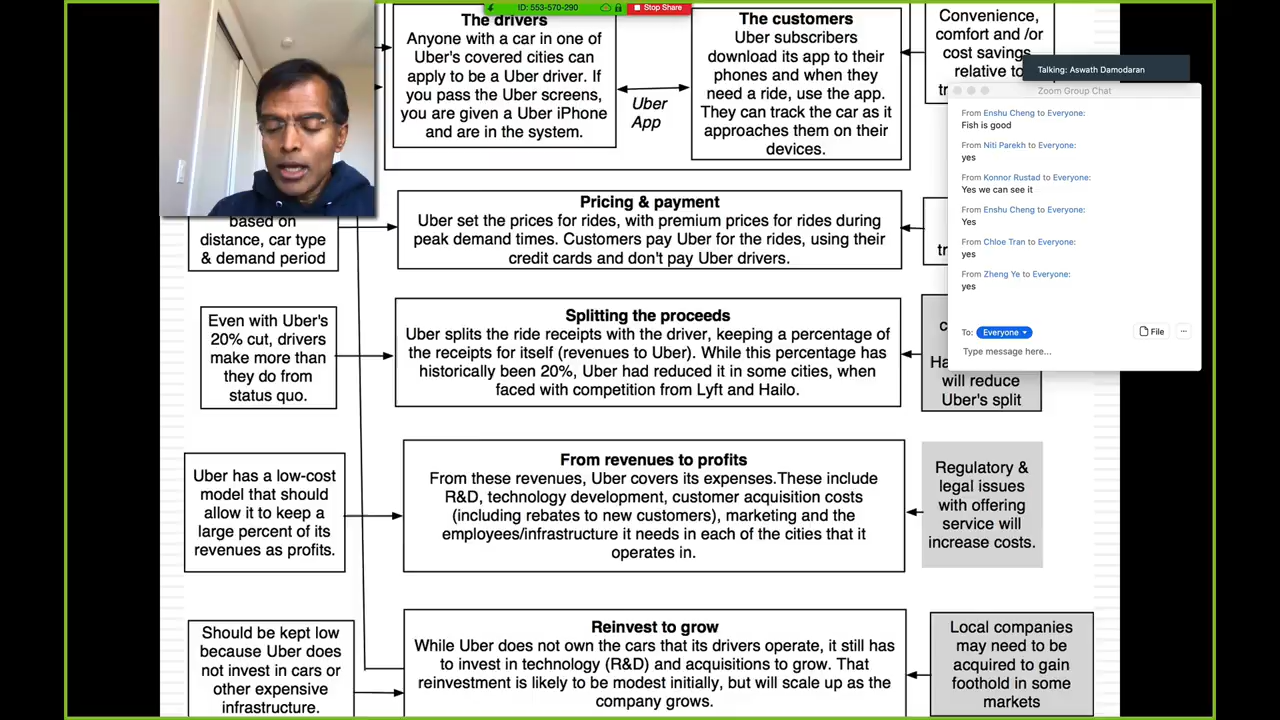 ID: 553-570-290
Stop Share
The drivers
Anyone with a car in one of
Uber's covered cities can
apply to be a Uber driver. If
you pass the Uber screens,
you are given a Uber iPhone
and are in the system.
Uber
App
The customers
Uber subscribers
download its app to their
phones and when they
need a ride, use the app.
They can track the car as it
approaches them on their
devices.
Convenience,
comfort and /or
cost savings
relative to
Talking: Aswath Damodaran
Zoom Group Chat
From Enshu Cheng to Everyone:
Fish is good
From Niti Parekh to Everyone:
yes
From Konnor Rustad to Everyone:
Yes we can see it
From Enshu Cheng to Everyone:
Yes
From Chloe Tran to Everyone:
yes
From Zheng Ye to Everyone:
yes
To: Everyone
File
...
Type message here...
based on
distance, car type
& demand period
Pricing & payment
Uber set the prices for rides, with premium prices for rides during
peak demand times. Customers pay Uber for the rides, using their
credit cards and don't pay Uber drivers.
Even with Uber's
20% cut, drivers
make more than
they do from
status quo.
Splitting the proceeds
Uber splits the ride receipts with the driver, keeping a percentage of
the receipts for itself (revenues to Uber). While this percentage has
historically been 20%, Uber had reduced it in some cities, when
faced with competition from Lyft and Hailo.
will reduce
Uber's split
Uber has a low-cost
model that should
allow it to keep a
large percent of its
revenues as profits.
From revenues to profits
From these revenues, Uber covers its expenses.These include
R&D, technology development, customer acquisition costs
(including rebates to new customers), marketing and the
employees/infrastructure it needs in each of the cities that it
operates in.
Regulatory &
legal issues
with offering
service will
increase costs.
Should be kept low
because Uber does
not invest in cars or
other expensive
infrastructure.
Reinvest to grow
While Uber does not own the cars that its drivers operate, it still has
to invest in technology (R&D) and acquisitions to grow. That
reinvestment is likely to be modest initially, but will scale up as the
company grows.
Local companies
may need to be
acquired to gain
foothold in some
markets